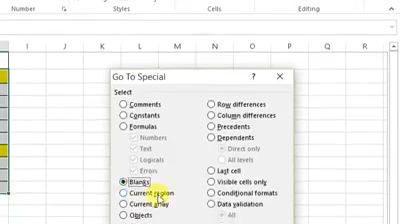 Number
Styles
Cells
Editing
I J K L M N O P Q R S
Go To Special ? ×
Select
Comments
Constants
Formulas
Numbers
Text
Logicals
Errors
Blanks
Current region
Current array
Objects
Row differences
Column differences
Precedents
Dependents
Direct only
All levels
Last cell
Visible cells only
Conditional formats
Data validation
All